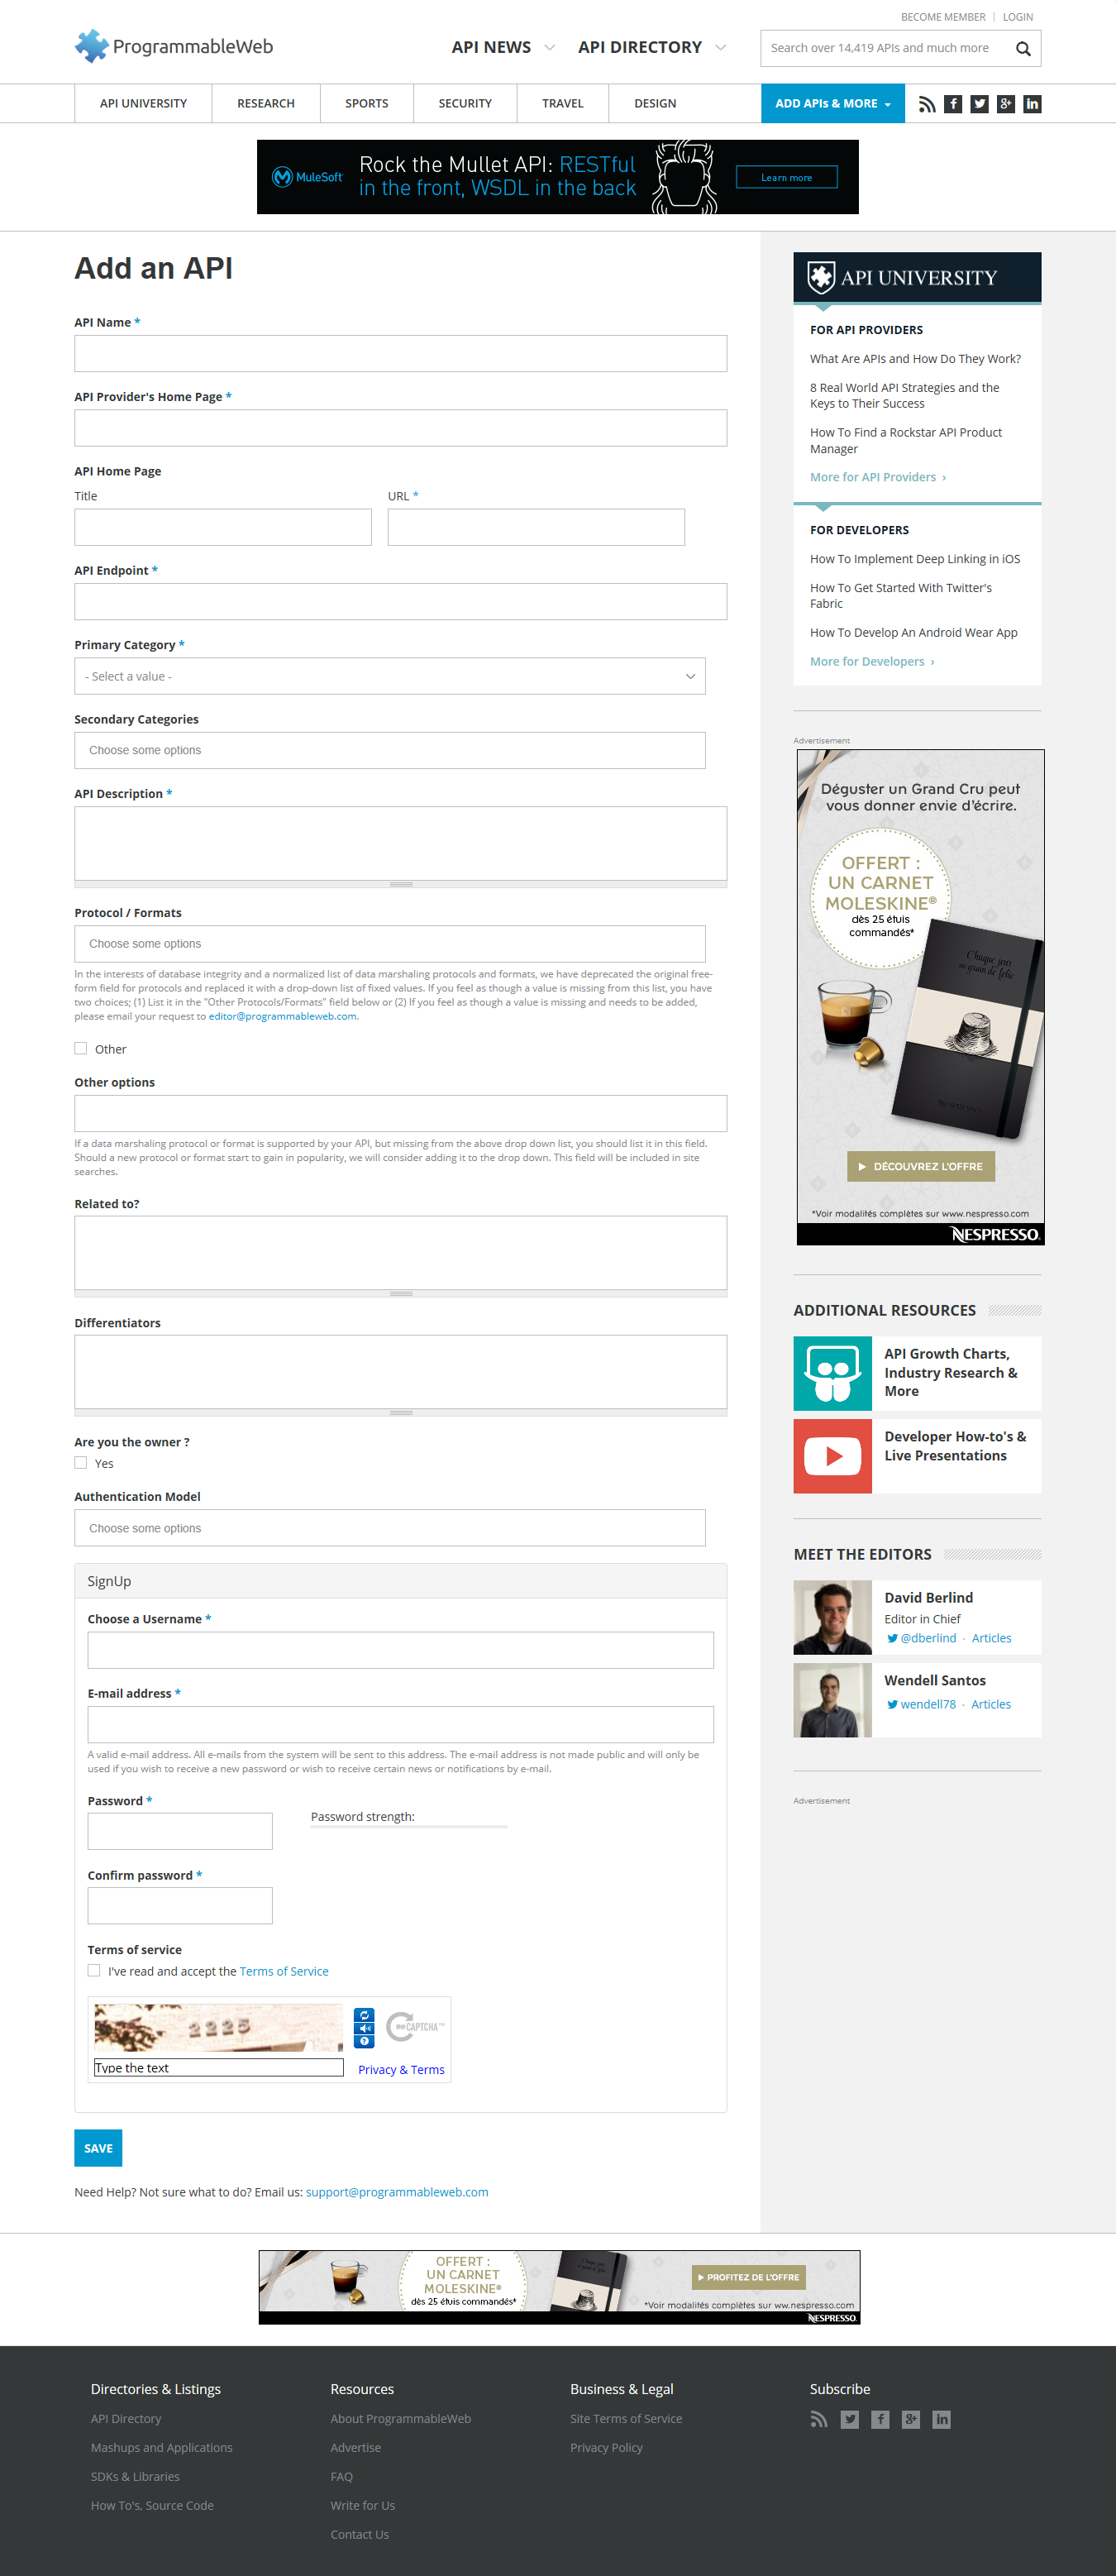 BECOME MEMBER | LOGIN
ProgrammableWeb
API NEWS
API DIRECTORY
Search over 14,419 APIs and much more
API UNIVERSITY
RESEARCH
SPORTS
SECURITY
TRAVEL
DESIGN
ADD APIs & MORE
MuleSoft
Rock the Mullet API: RESTful
in the front, WSDL in the back
Learn more
Add an API
API Name *
API Provider's Home Page *
API Home Page
Title
URL *
API Endpoint *
Primary Category *
- Select a value -
Secondary Categories
Choose some options
API Description *
Protocol / Formats
Choose some options
In the interests of database integrity and a normalized list of data marshaling protocols and formats, we have deprecated the original free-
form field for protocols and replaced it with a drop-down list of fixed values. If you feel as though a value is missing from this list, you have
two choices; (1) List it in the "Other Protocols/Formats" field below or (2) If you feel as though a value is missing and needs to be added,
please email your request to editor@programmableweb.com.
Other
Other options
If a data marshaling protocol or format is supported by your API, but missing from the above drop down list, you should list it in this field.
Should a new protocol or format start to gain in popularity, we will consider adding it to the drop down. This field will be included in site
searches.
Related to?
Differentiators
Are you the owner ?
Yes
Authentication Model
Choose some options
SignUp
Choose a Username *
E-mail address *
A valid e-mail address. All e-mails from the system will be sent to this address. The e-mail address is not made public and will only be
used if you wish to receive a new password or wish to receive certain news or notifications by e-mail.
Password *
Password strength:
Confirm password *
Terms of service
I've read and accept the Terms of Service
2225
reCAPTCHA™
Type the text
Privacy & Terms
SAVE
Need Help? Not sure what to do? Email us: support@programmableweb.com
API UNIVERSITY
FOR API PROVIDERS
What Are APIs and How Do They Work?
8 Real World API Strategies and the
Keys to Their Success
How To Find a Rockstar API Product
Manager
More for API Providers ›
FOR DEVELOPERS
How To Implement Deep Linking in iOS
How To Get Started With Twitter's
Fabric
How To Develop An Android Wear App
More for Developers ›
Advertisement
Déguster un Grand Cru peut
vous donner envie d'écrire.
OFFERT :
UN CARNET
MOLESKINE®
dès 25 étuis
commandés*
Chaque jour
un grain de folie
NESPRESSO
DÉCOUVREZ L'OFFRE
*Voir modalités complètes sur www.nespresso.com
NESPRESSO.
ADDITIONAL RESOURCES
API Growth Charts,
Industry Research &
More
Developer How-to's &
Live Presentations
MEET THE EDITORS
David Berlind
Editor in Chief
@dberlind · Articles
Wendell Santos
wendell78 · Articles
Advertisement
OFFERT :
UN CARNET
MOLESKINE®
dès 25 étuis commandés*
PROFITEZ DE L'OFFRE
*Voir modalités complètes sur ww.nespresso.com
NESPRESSO.
Directories & Listings
API Directory
Mashups and Applications
SDKs & Libraries
How To's, Source Code
Resources
About ProgrammableWeb
Advertise
FAQ
Write for Us
Contact Us
Business & Legal
Site Terms of Service
Privacy Policy
Subscribe